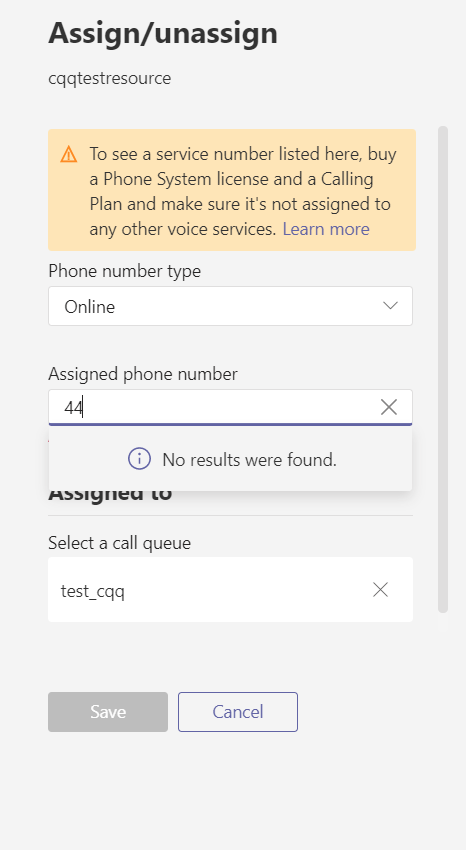 Assign/unassign
cqqtestresource
To see a service number listed here, buy
a Phone System license and a Calling
Plan and make sure it's not assigned to
any other voice services. Learn more
Phone number type
Online
Assigned phone number
44
No results were found.
Assigned to
Select a call queue
test_cqq
Save
Cancel